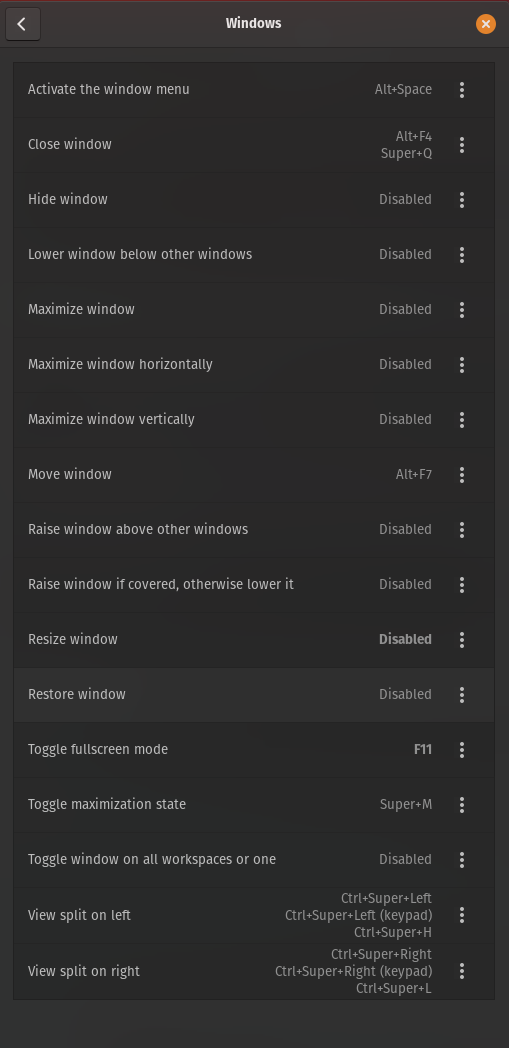 Windows
Activate the window menu Alt+Space
Close window Alt+F4
Super+Q
Hide window Disabled
Lower window below other windows Disabled
Maximize window Disabled
Maximize window horizontally Disabled
Maximize window vertically Disabled
Move window Alt+F7
Raise window above other windows Disabled
Raise window if covered, otherwise lower it Disabled
Resize window Disabled
Restore window Disabled
Toggle fullscreen mode F11
Toggle maximization state Super+M
Toggle window on all workspaces or one Disabled
Ctrl+Super+Left
View split on left Ctrl+Super+Left (keypad)
Ctrl+Super+H
Ctrl+Super+Right
View split on right Ctrl+Super+Right (keypad)
Ctrl+Super+L